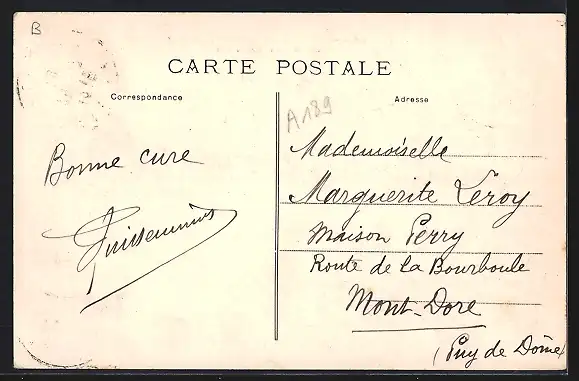 B
CARTE POSTALE
Correspondance
Adresse
A189
Bonne cure
Mademoiselle
Marguerite Leroy
Maison Perry
Route de La Bourboule
Mont-Dore
(Puy de Dôme)